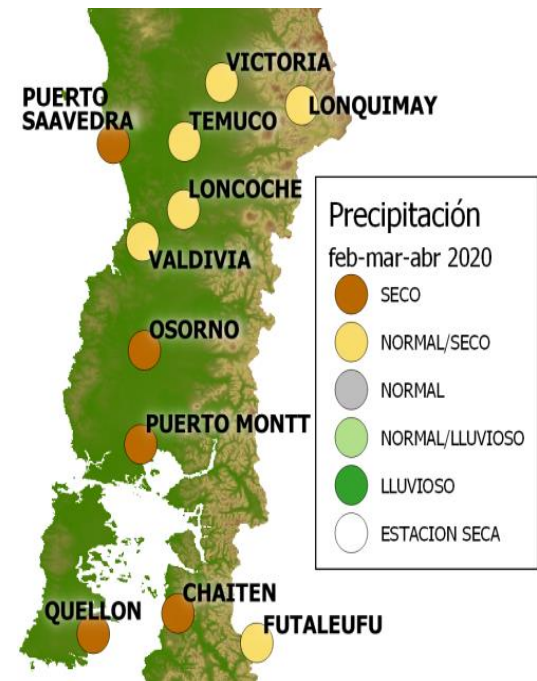 VICTORIA
PUERTO
SAAVEDRA
LONQUIMAY
TEMUCO
LONCOCHE
VALDIVIA
OSORNO
PUERTO MONTT
CHAITEN
QUELLON
FUTALEUFU
Precipitación
feb-mar-abr 2020
SECO
NORMAL/SECO
NORMAL
NORMAL/LLUVIOSO
LLUVIOSO
ESTACION SECA